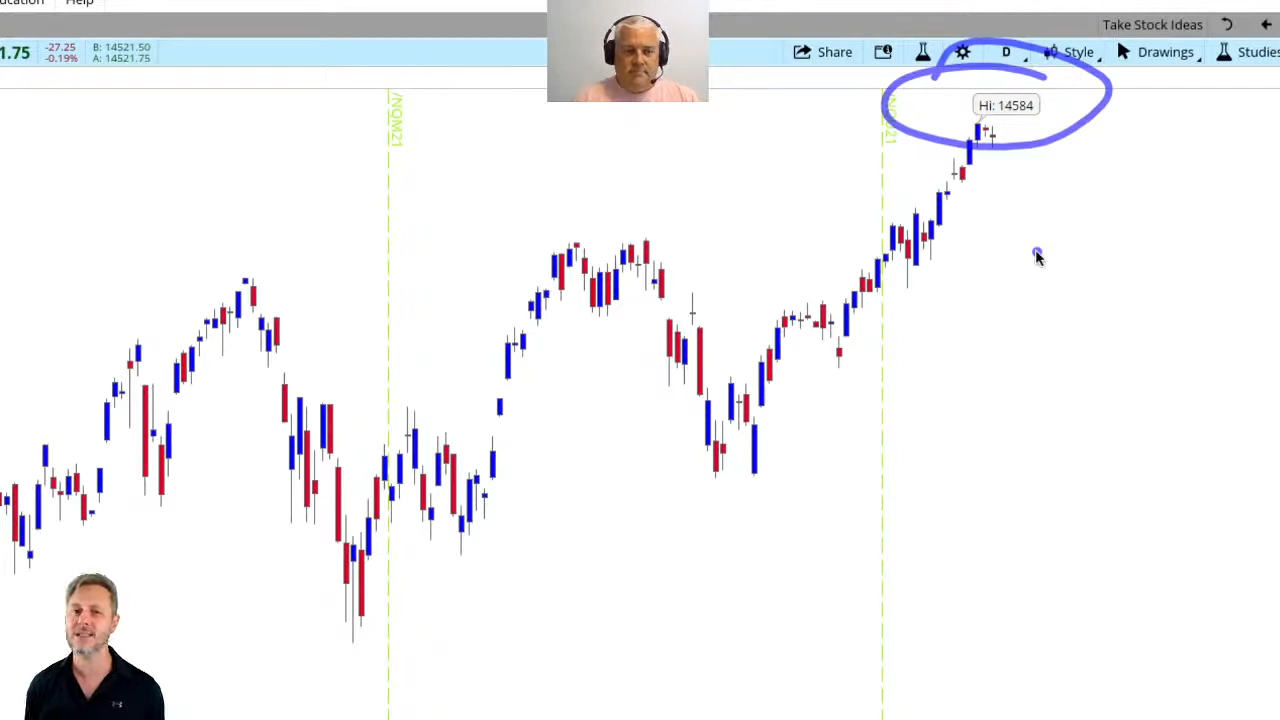 ucation Help
Take Stock Ideas
1.75
-27.25
-0.19%
B: 14521.50
A: 14521.75
Share
D
Style
Drawings
Studies
/NQM21
Hi: 14584